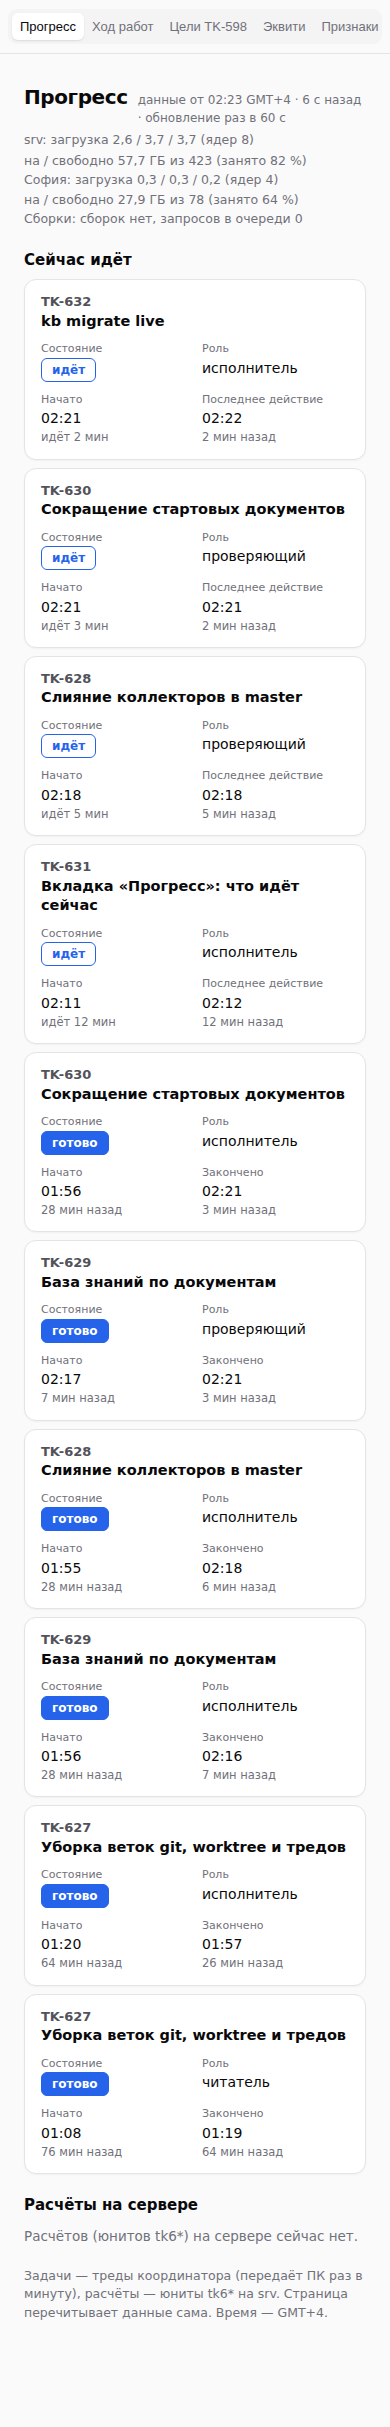 Прогресс Ход работ Цели TK-598 Эквити Признаки
Прогресс данные от 02:23 GMT+4 · 6 с назад
· обновление раз в 60 с
srv: загрузка 2,6 / 3,7 / 3,7 (ядер 8)
на / свободно 57,7 ГБ из 423 (занято 82 %)
София: загрузка 0,3 / 0,3 / 0,2 (ядер 4)
на / свободно 27,9 ГБ из 78 (занято 64 %)
Сборки: сборок нет, запросов в очереди 0
Сейчас идёт
TK-632
kb migrate live
Состояние Роль
идёт исполнитель
Начато Последнее действие
02:21 02:22
идёт 2 мин 2 мин назад
TK-630
Сокращение стартовых документов
Состояние Роль
идёт проверяющий
Начато Последнее действие
02:21 02:21
идёт 3 мин 2 мин назад
TK-628
Слияние коллекторов в master
Состояние Роль
идёт проверяющий
Начато Последнее действие
02:18 02:18
идёт 5 мин 5 мин назад
TK-631
Вкладка «Прогресс»: что идёт
сейчас
Состояние Роль
идёт исполнитель
Начато Последнее действие
02:11 02:12
идёт 12 мин 12 мин назад
TK-630
Сокращение стартовых документов
Состояние Роль
готово исполнитель
Начато Закончено
01:56 02:21
28 мин назад 3 мин назад
TK-629
База знаний по документам
Состояние Роль
готово проверяющий
Начато Закончено
02:17 02:21
7 мин назад 3 мин назад
TK-628
Слияние коллекторов в master
Состояние Роль
готово исполнитель
Начато Закончено
01:55 02:18
28 мин назад 6 мин назад
TK-629
База знаний по документам
Состояние Роль
готово исполнитель
Начато Закончено
01:56 02:16
28 мин назад 7 мин назад
TK-627
Уборка веток git, worktree и тредов
Состояние Роль
готово исполнитель
Начато Закончено
01:20 01:57
64 мин назад 26 мин назад
TK-627
Уборка веток git, worktree и тредов
Состояние Роль
готово читатель
Начато Закончено
01:08 01:19
76 мин назад 64 мин назад
Расчёты на сервере
Расчётов (юнитов tk6*) на сервере сейчас нет.
Задачи — треды координатора (передаёт ПК раз в
минуту), расчёты — юниты tk6* на srv. Страница
перечитывает данные сама. Время — GMT+4.